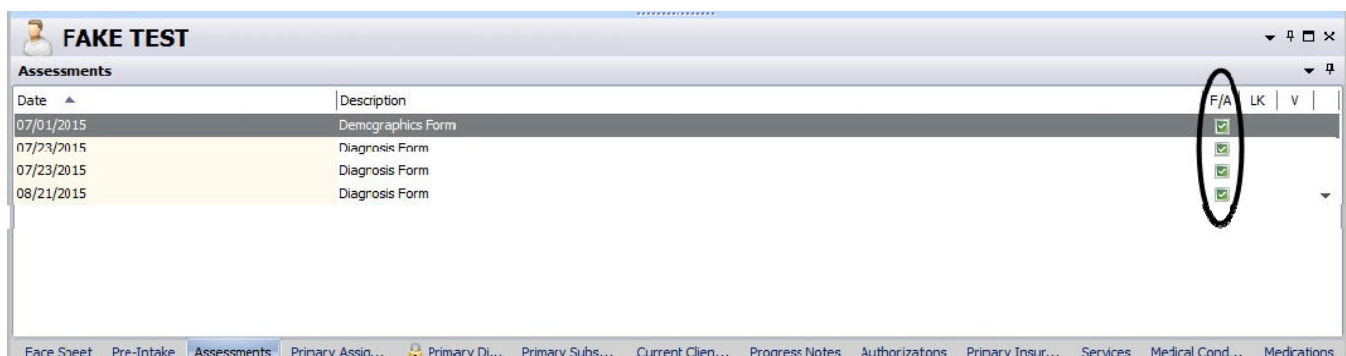 FAKE TEST
Assessments
Date Description F/A LK V
07/01/2015 Demographics Form
07/23/2015 Diagnosis Form
07/23/2015 Diagnosis Form
08/21/2015 Diagnosis Form
Face Sheet Pre-Intake Assessments Primary Assig... Primary Di... Primary Subs... Current Clien... Progress Notes Authorizatons Primary Insur... Services Medical Cond... Medications